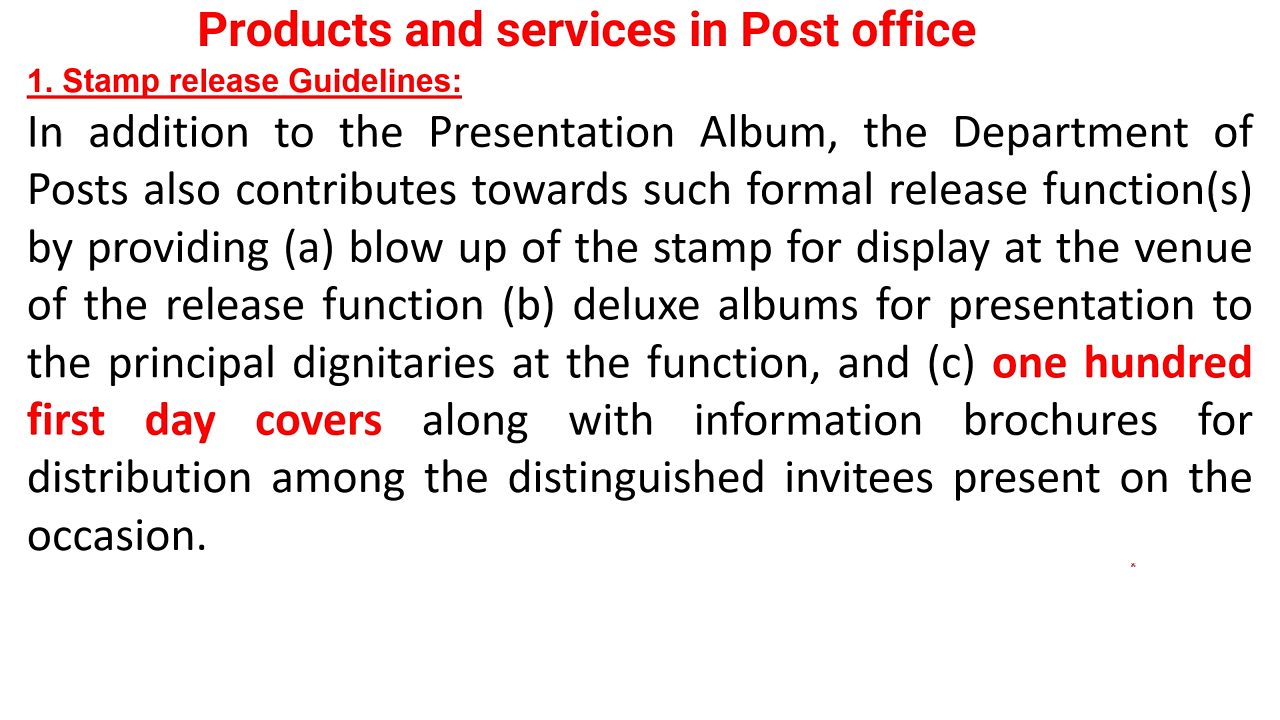 Products and services in Post office
1. Stamp release Guidelines:
In addition to the Presentation Album, the Department of
Posts also contributes towards such formal release function(s)
by providing (a) blow up of the stamp for display at the venue
of the release function (b) deluxe albums for presentation to
the principal dignitaries at the function, and (c) one hundred
first day covers along with information brochures for
distribution among the distinguished invitees present on the
occasion.